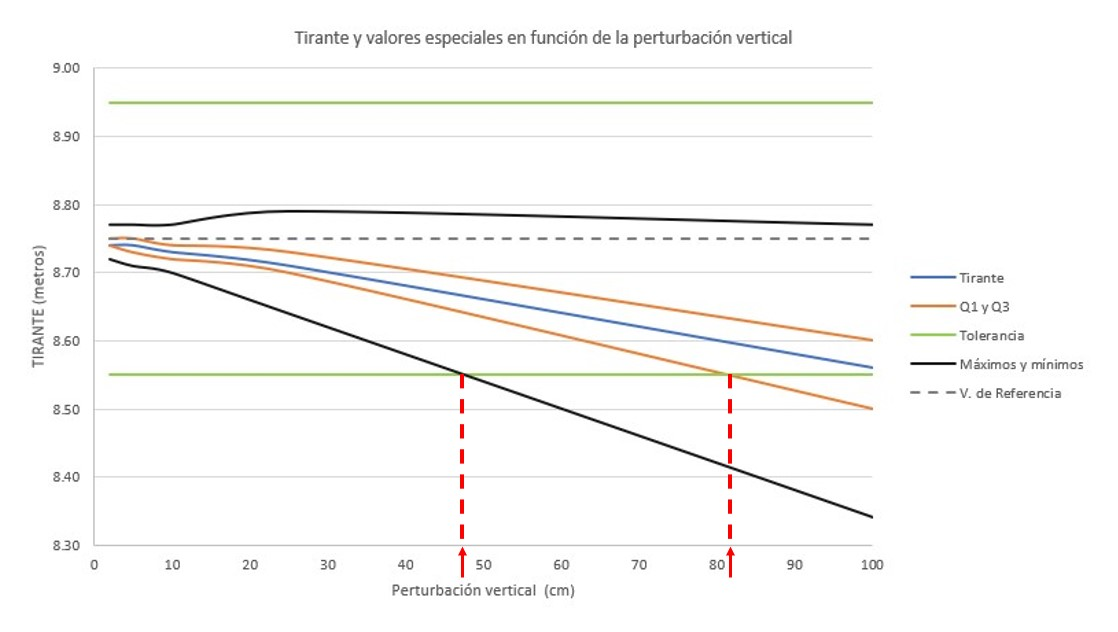 Tirante y valores especiales en función de la perturbación vertical
9.00
8.90
8.80
8.70
8.60
8.50
8.40
8.30
TIRANTE (metros)
0 10 20 30 40 50 60 70 80 90 100
Perturbación vertical (cm)
Tirante
Q1 y Q3
Tolerancia
Máximos y mínimos
V. de Referencia